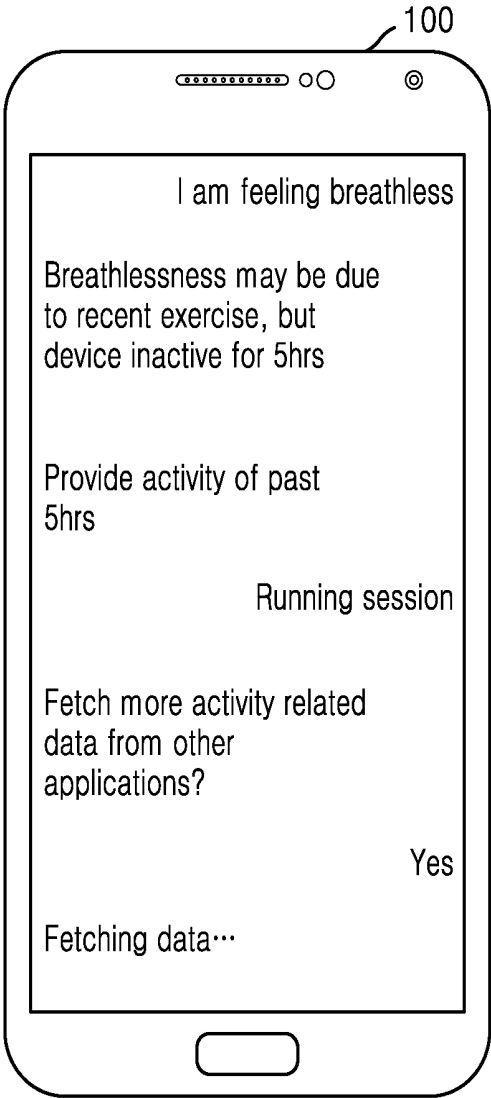 100
I am feeling breathless
Breathlessness may be due
to recent exercise, but
device inactive for 5hrs
Provide activity of past
5hrs
Running session
Fetch more activity related
data from other
applications?
Yes
Fetching data…